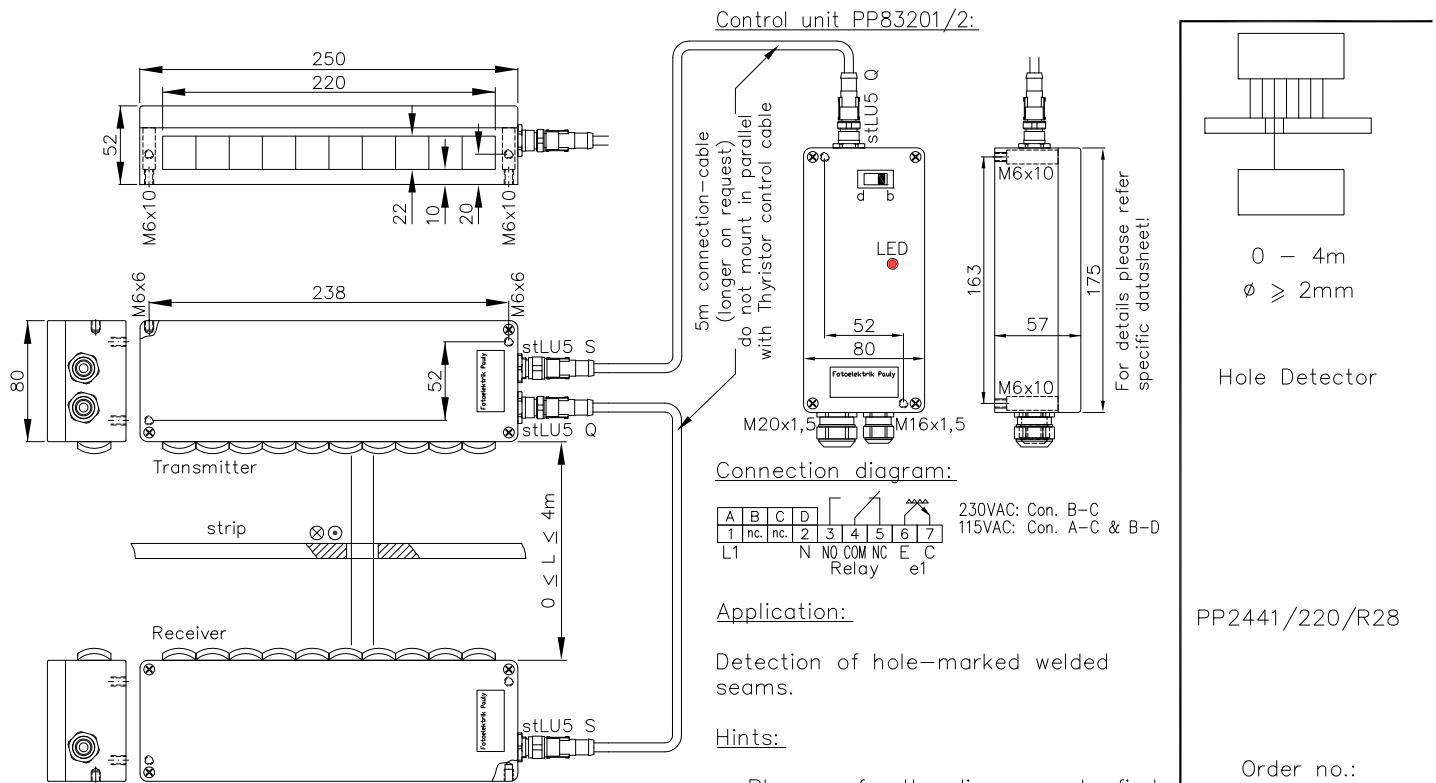 Control unit PP83201/2:
250
220
52
M6x10
22
10
20
M6x10
5m connection-cable
(longer on request)
do not mount in parallel
with Thyristor control cable
stLU5 Q
a b
LED
52
80
Fotoelektrik Pauly
M20x1,5
M16x1,5
M6x10
163
175
57
M6x10
For details please refer
specific datasheet!
M6x6
238
M6x6
80
52
stLU5 S
Fotoelektrik Pauly
stLU5 Q
Transmitter
strip
0 ≤ L ≤ 4m
Receiver
Fotoelektrik Pauly
stLU5 S
Connection diagram:
A B C D
1 nc. nc. 2 3 4 5 6 7
L1 N NO COM NC E C
Relay e1
230VAC: Con. B-C
115VAC: Con. A-C & B-D
Application:
Detection of hole-marked welded
seams.
Hints:
0 - 4m
ø ≥ 2mm
Hole Detector
PP2441/220/R28
Order no.: